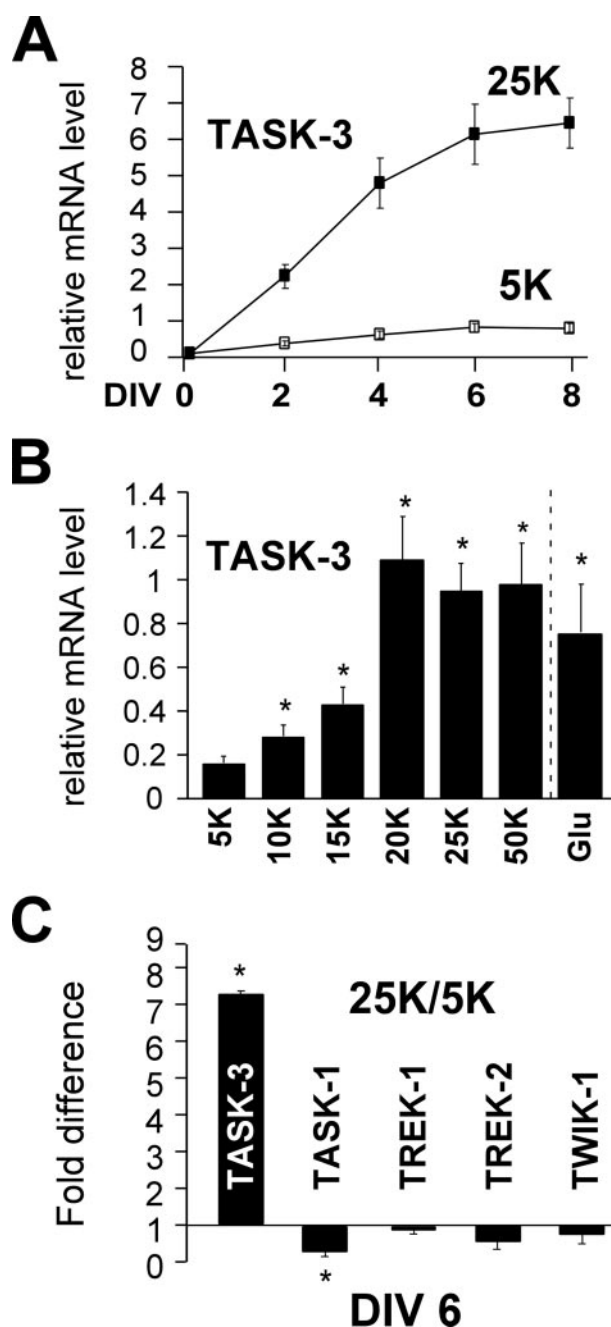 A
relative mRNA level
8
7
6
5
4
3
2
1
0
TASK-3
25K
5K
DIV 0 2 4 6 8
B
relative mRNA level
1.4
1.2
1
0.8
0.6
0.4
0.2
0
TASK-3
* * * * * *
5K 10K 15K 20K 25K 50K Glu
C
Fold difference
9
8
7
6
5
4
3
2
1
0
*
25K/5K
TASK-3 TASK-1 TREK-1 TREK-2 TWIK-1
*
DIV 6